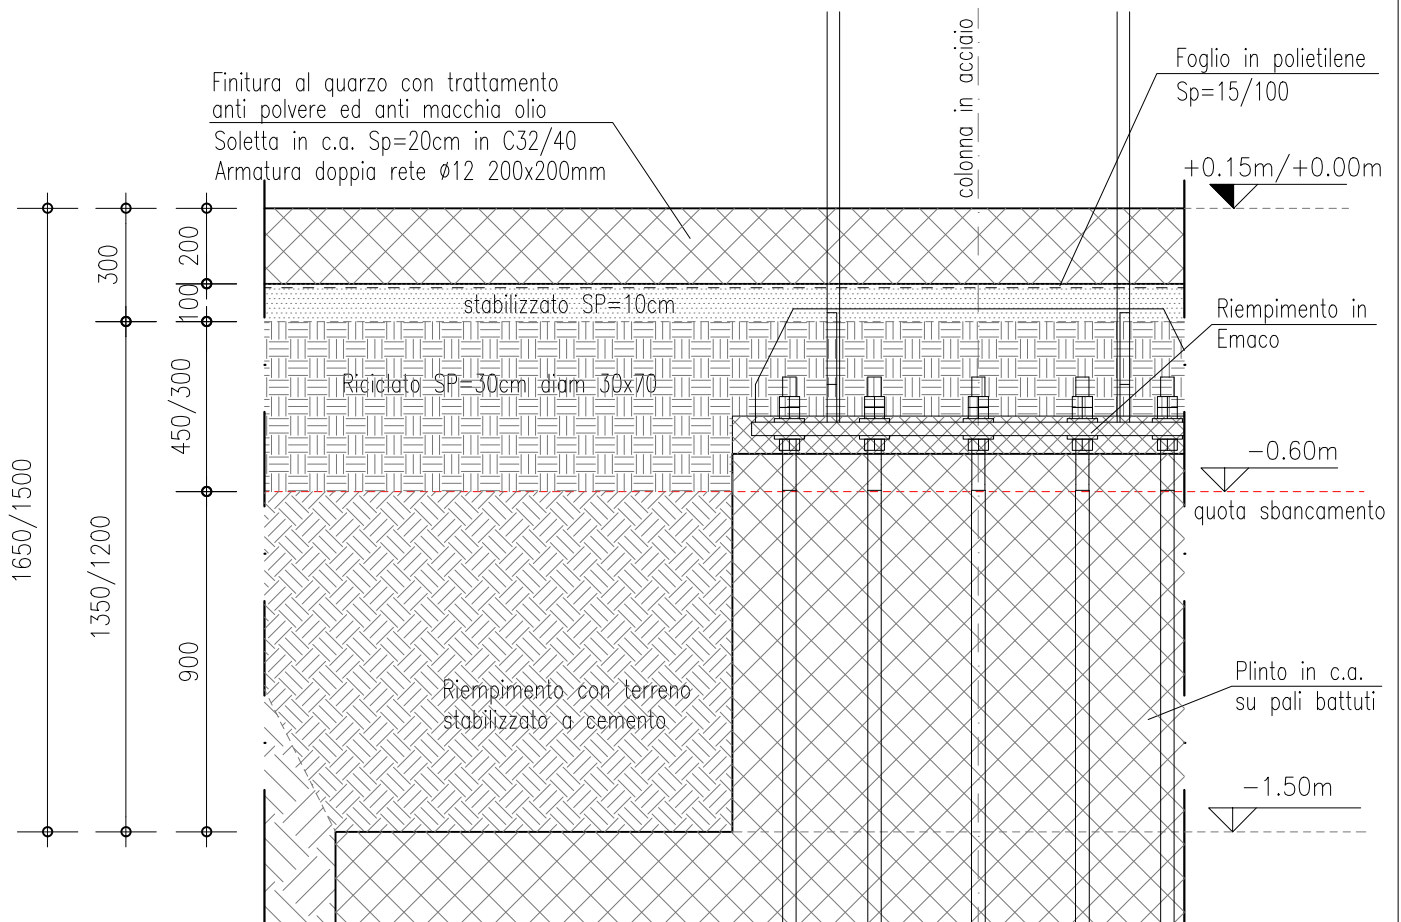 Finitura al quarzo con trattamento
anti polvere ed anti macchia olio
Soletta in c.a. Sp=20cm in C32/40
Armatura doppia rete ø12 200x200mm
colonna in acciaio
Foglio in polietilene
Sp=15/100
+0.15m/+0.00m
200
300
100
stabilizzato SP=10cm
Riempimento in
Emaco
Riciclato SP=30cm diam 30x70
450/300
-0.60m
quota sbancamento
1650/1500
1350/1200
900
Riempimento con terreno
stabilizzato a cemento
Plinto in c.a.
su pali battuti
-1.50m